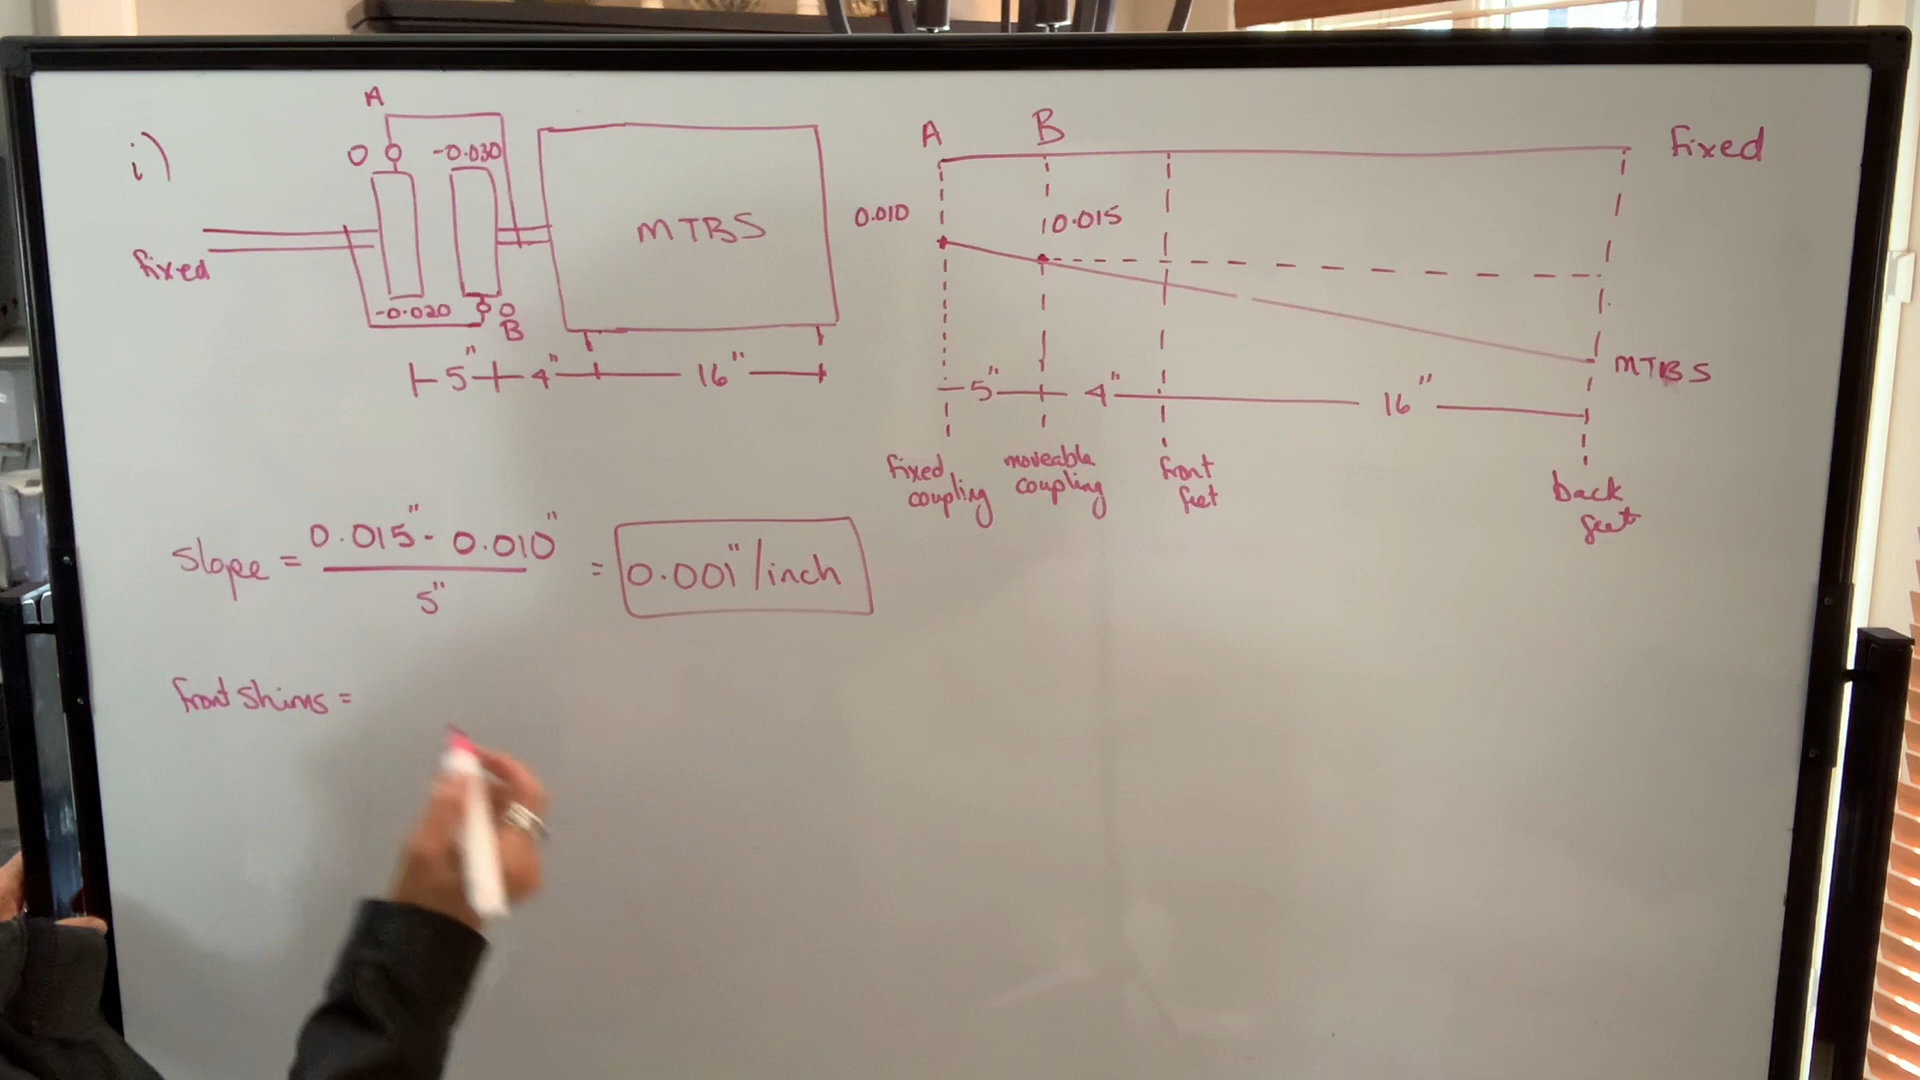 i)
A
0
-0.030
fixed
MTBS
-0.020
0
B
5" 4" 16"
A B fixed
0.010
0.015
MTBS
5" 4" 16"
fixed coupling
moveable coupling
front feet
back feet
slope = 0.015" - 0.010"
5"
= 0.001"/inch
front shims =